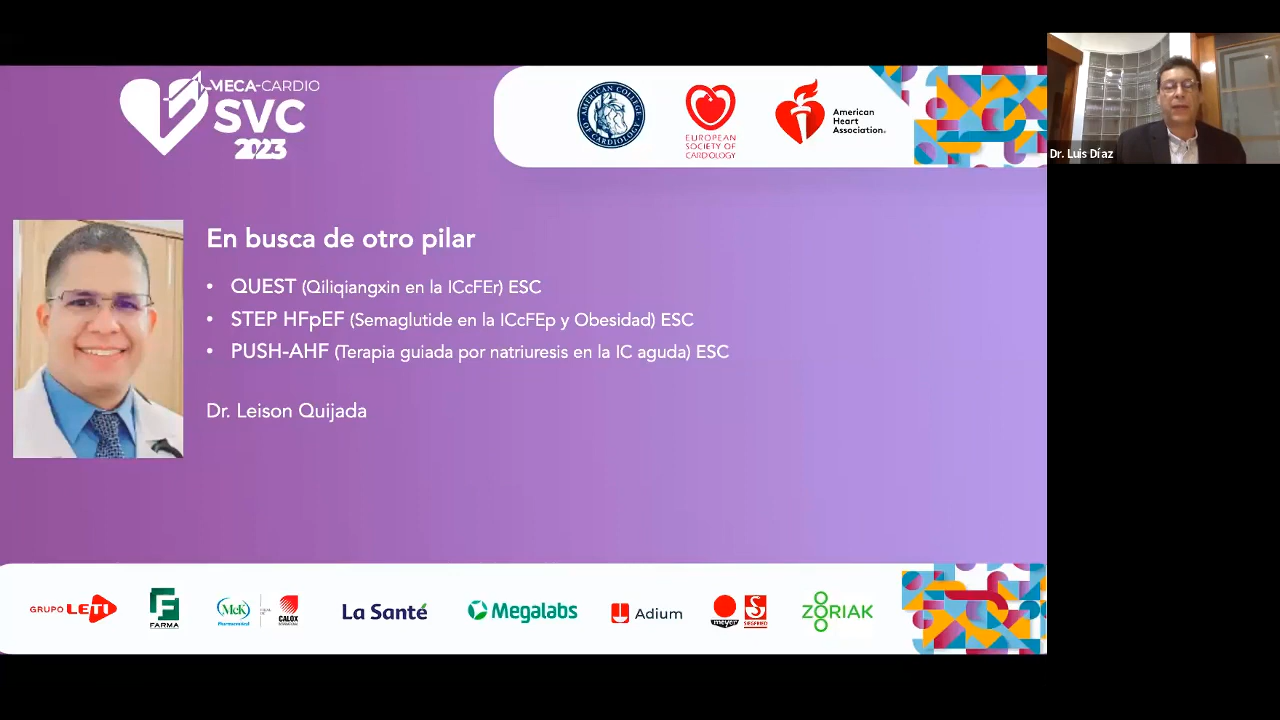 MECA-CARDIO
SVC
2023
AMERICAN COLLEGE OF CARDIOLOGY
EUROPEAN
SOCIETY OF
CARDIOLOGY
American
Heart
Association.
Dr. Luis Díaz
En busca de otro pilar
• QUEST (Qiliqiangxin en la ICcFEr) ESC
• STEP HFpEF (Semaglutide en la ICcFEp y Obesidad) ESC
• PUSH-AHF (Terapia guiada por natriuresis en la IC aguda) ESC
Dr. Leison Quijada
GRUPO LETI
FARMA
McK
CALOX
La Santé
Megalabs
Adium
meyer
SIEGFRIED
ZORIAK